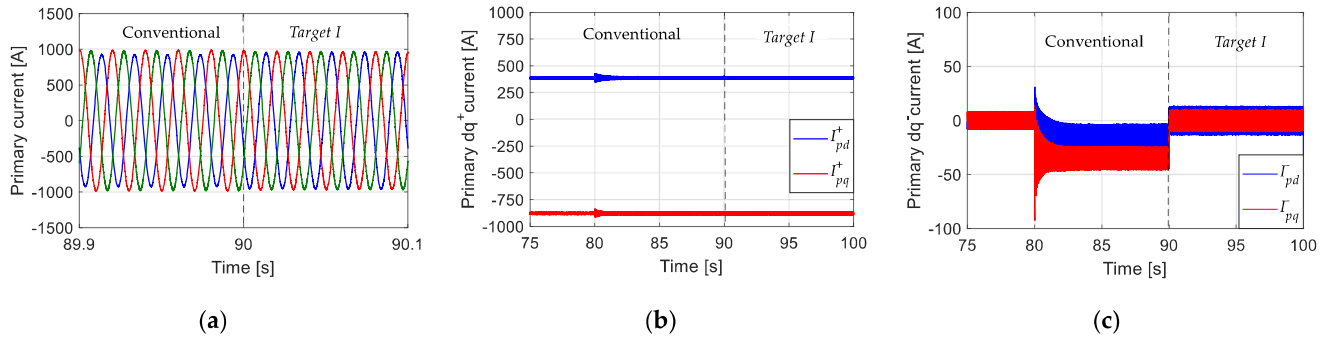 Primary current [A]
1500
1000
500
0
-500
-1000
-1500
Conventional
Target I
89.9
90
90.1
Time [s]
(a)
Primary dq⁺ current [A]
900
750
500
250
0
-250
-500
-750
-1000
Conventional
Target I
I⁺pd
I⁺pq
75
80
85
90
95
100
Time [s]
(b)
Primary dq⁻current [A]
100
50
0
-50
-100
Conventional
Target I
I⁻pd
I⁻pq
75
80
85
90
95
100
Time [s]
(c)